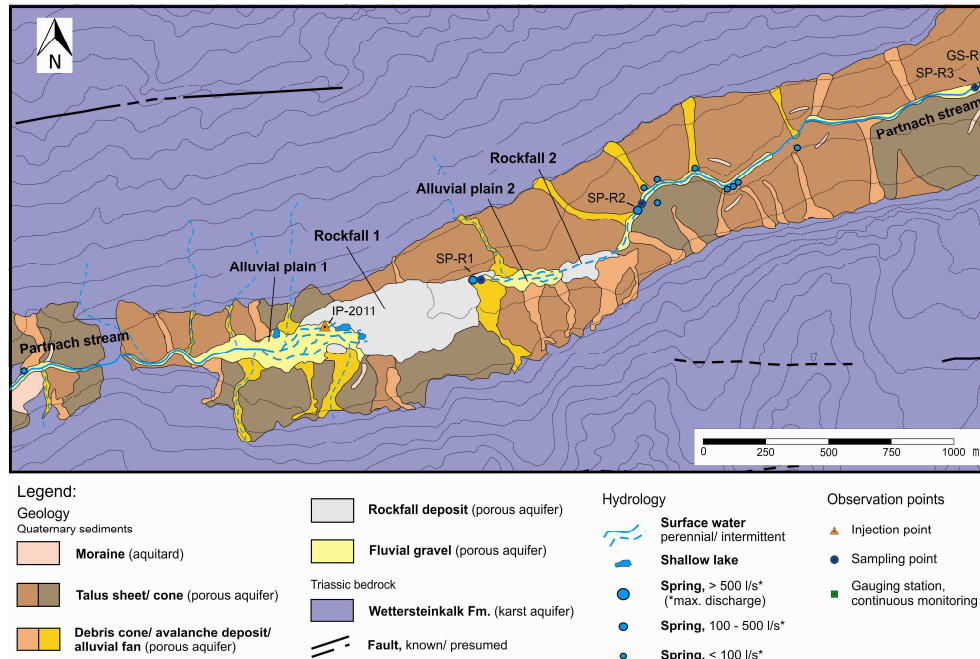 N
GS-R
SP-R3
Partnach stream
Rockfall 2
Alluvial plain 2
SP-R2
Rockfall 1
SP-R1
Alluvial plain 1
IP-2011
Partnach stream
0 250 500 750 1000 m
Legend:
Geology
Quaternary sediments
Moraine (aquitard)
Talus sheet/ cone (porous aquifer)
Debris cone/ avalanche deposit/
alluvial fan (porous aquifer)
Rockfall deposit (porous aquifer)
Fluvial gravel (porous aquifer)
Triassic bedrock
Wettersteinkalk Fm. (karst aquifer)
Fault, known/ presumed
Hydrology
Surface water
perennial/ intermittent
Shallow lake
Spring, > 500 l/s*
(*max. discharge)
Spring, 100 - 500 l/s*
Spring, < 100 l/s*
Observation points
Injection point
Sampling point
Gauging station,
continuous monitoring